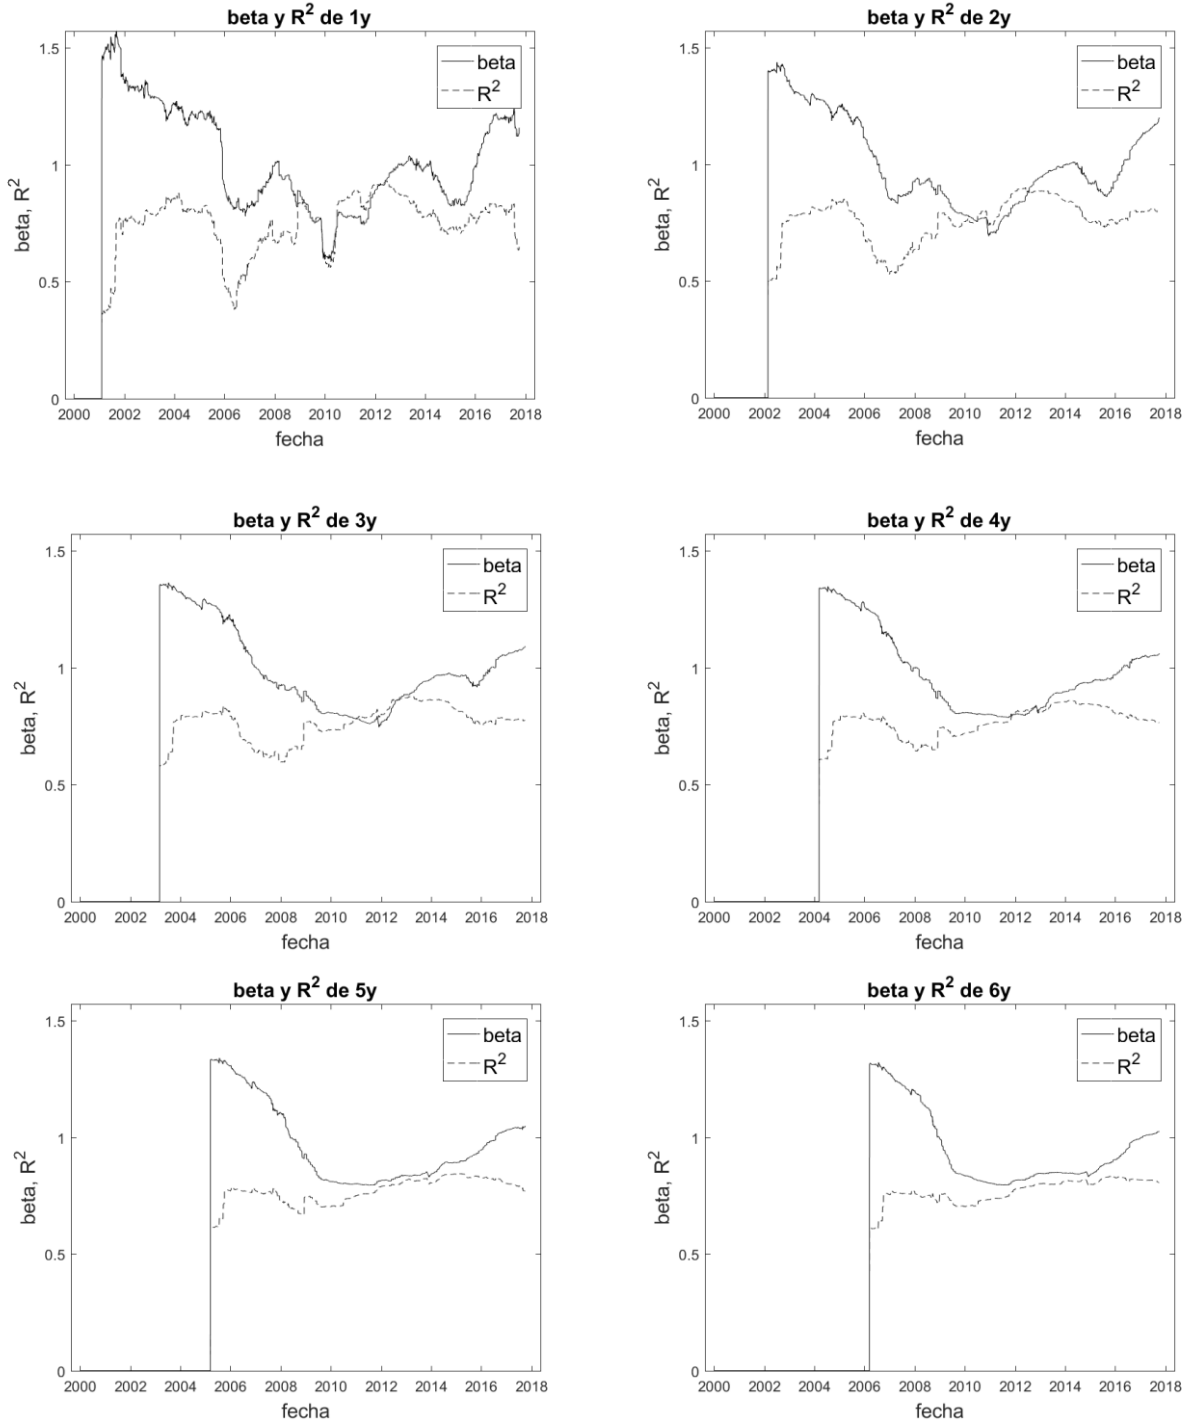 beta y R² de 1y
beta, R²
1.5
1
0.5
0
beta
R²
2000 2002 2004 2006 2008 2010 2012 2014 2016 2018
fecha
beta y R² de 2y
beta, R²
1.5
1
0.5
0
beta
R²
2000 2002 2004 2006 2008 2010 2012 2014 2016 2018
fecha
beta y R² de 3y
beta, R²
1.5
1
0.5
0
beta
R²
2000 2002 2004 2006 2008 2010 2012 2014 2016 2018
fecha
beta y R² de 4y
beta, R²
1.5
1
0.5
0
beta
R²
2000 2002 2004 2006 2008 2010 2012 2014 2016 2018
fecha
beta y R² de 5y
beta, R²
1.5
1
0.5
0
beta
R²
2000 2002 2004 2006 2008 2010 2012 2014 2016 2018
fecha
beta y R² de 6y
beta, R²
1.5
1
0.5
0
beta
R²
2000 2002 2004 2006 2008 2010 2012 2014 2016 2018
fecha